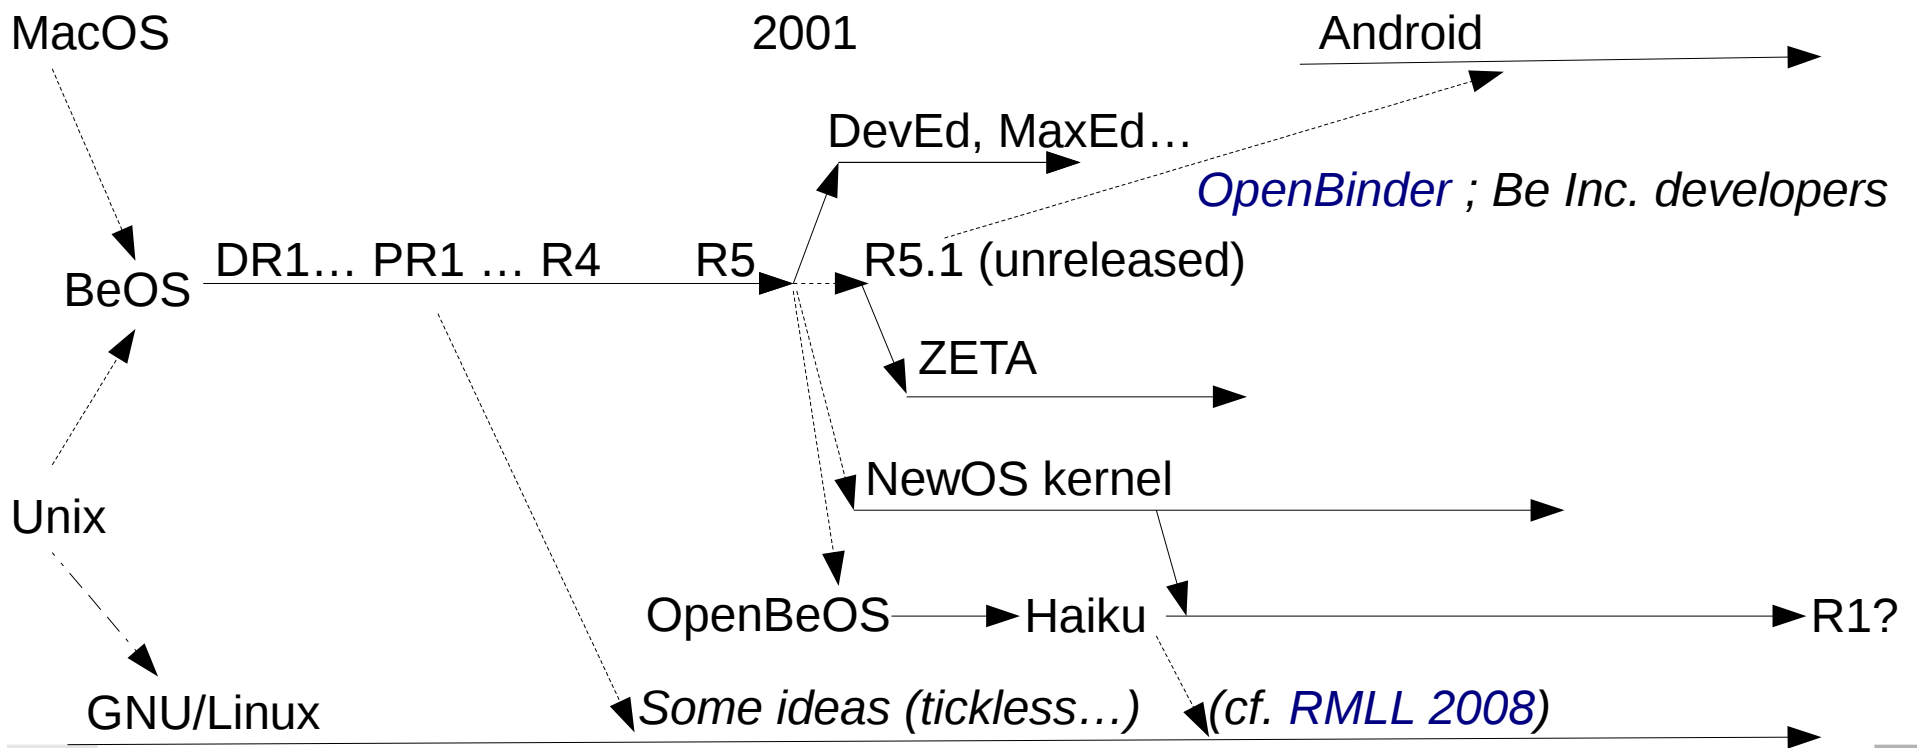 MacOS
2001
Android
DevEd, MaxEd…
OpenBinder ; Be Inc. developers
DR1… PR1 … R4 R5
R5.1 (unreleased)
BeOS
ZETA
NewOS kernel
Unix
OpenBeOS
Haiku
R1?
GNU/Linux
Some ideas (tickless…)
(cf. RMLL 2008)